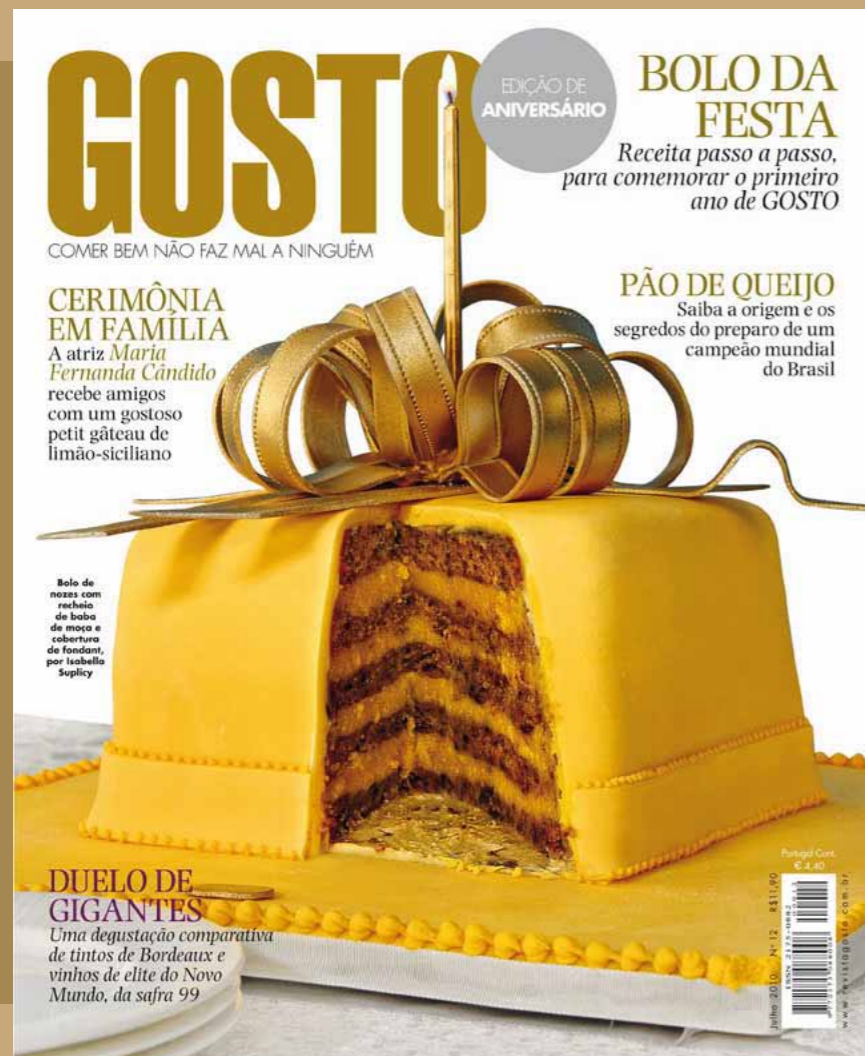 GOSTO
EDIÇÃO DE
ANIVERSÁRIO
COMER BEM NÃO FAZ MAL A NINGUÉM
BOLO DA
FESTA
Receita passo a passo,
para comemorar o primeiro
ano de GOSTO
CERIMÔNIA
EM FAMÍLIA
A atriz Maria
Fernanda Cândido
recebe amigos
com um gostoso
petit gâteau de
limão-siciliano
PÃO DE QUEIJO
Saiba a origem e os
segredos do preparo de um
campeão mundial
do Brasil
Bolo de
nozes com
recheio
de baba
de moça e
cobertura
de fondant,
por Isabella
Suplicy
DUELO DE
GIGANTES
Uma degustação comparativa
de tintos de Bordeaux e
vinhos de elite do Novo
Mundo, da safra 99
Portugal Cont.
€ 4,40
Julho 2010 Nº 12 R$11,90
ISSN 2175-0882
www.revistagosto.com.br